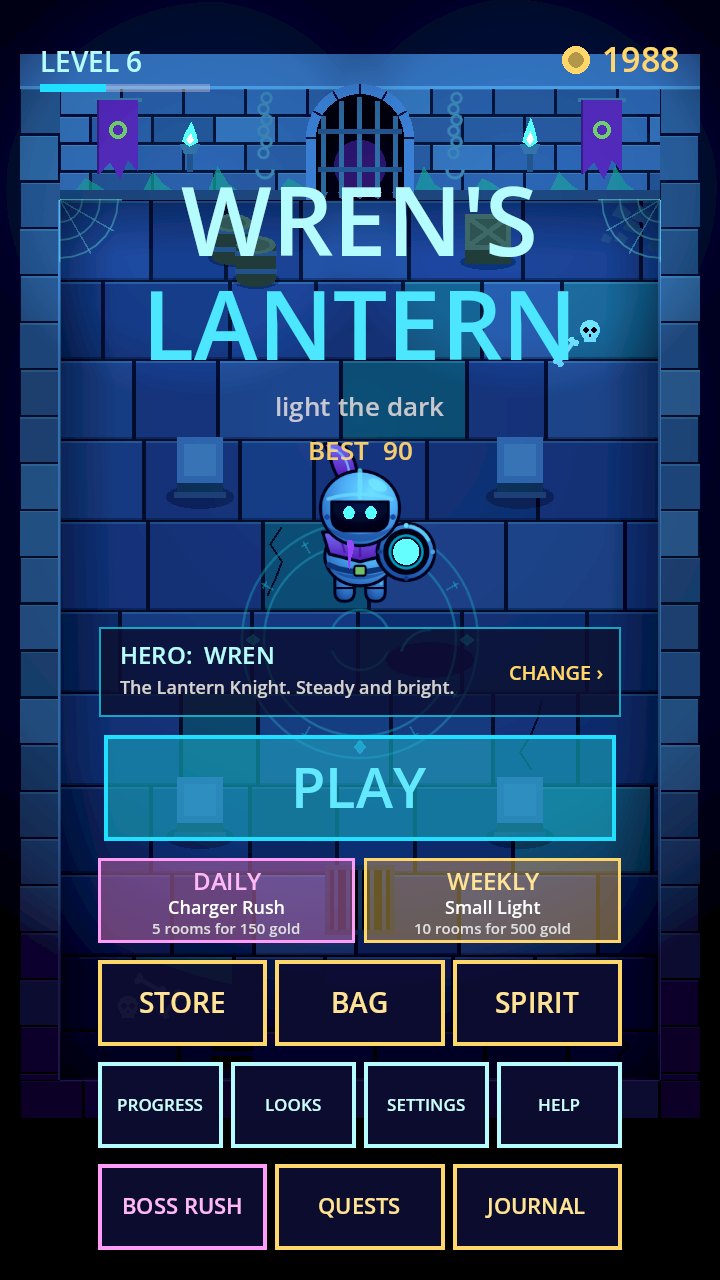 LEVEL 6
1988
WREN'S
LANTERN
light the dark
BEST 90
HERO: WREN
The Lantern Knight. Steady and bright.
CHANGE ›
PLAY
DAILY
Charger Rush
5 rooms for 150 gold
WEEKLY
Small Light
10 rooms for 500 gold
STORE
BAG
SPIRIT
PROGRESS
LOOKS
SETTINGS
HELP
BOSS RUSH
QUESTS
JOURNAL